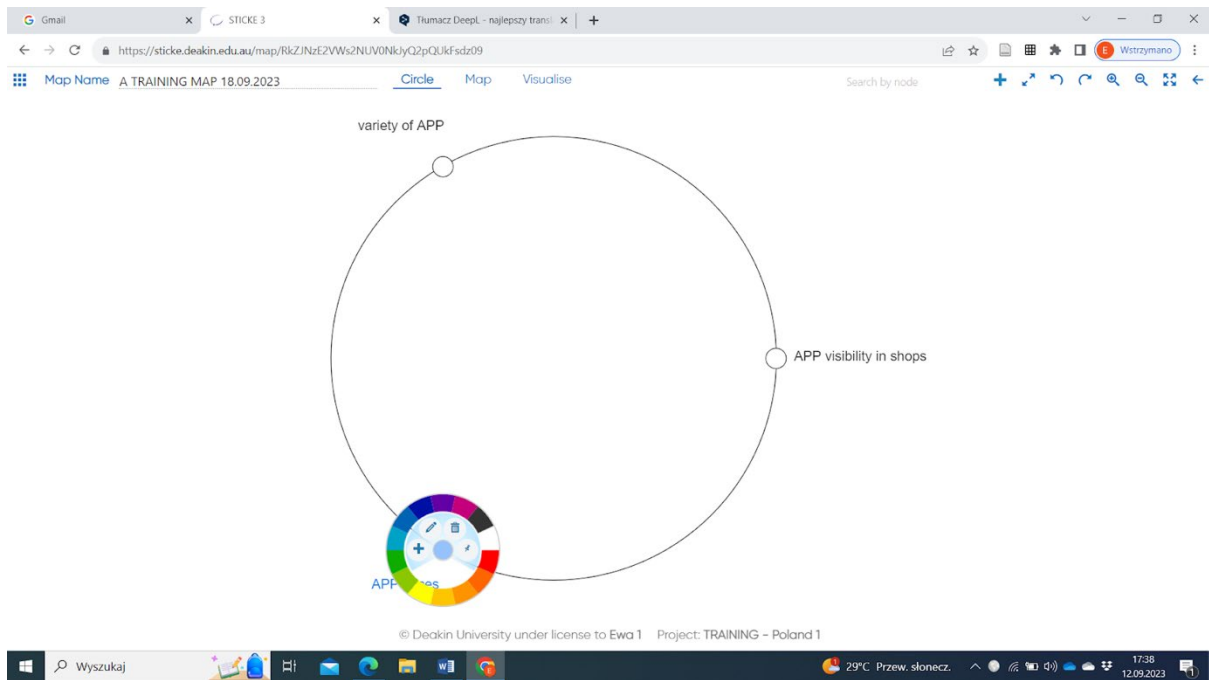 Gmail
STICKE 3
Tłumacz DeepL - najlepszy transl
https://sticke.deakin.edu.au/map/RkZJNzE2VWs2NUV0NkJyQ2pQUkFsdz09
E Wstrzymano
Map Name A TRAINING MAP 18.09.2023 Circle Map Visualise Search by node
variety of APP
APP visibility in shops
APP
© Deakin University under license to Ewa 1 Project: TRAINING - Poland 1
Wyszukaj
29°C Przew. słonecz. 17:38
12.09.2023